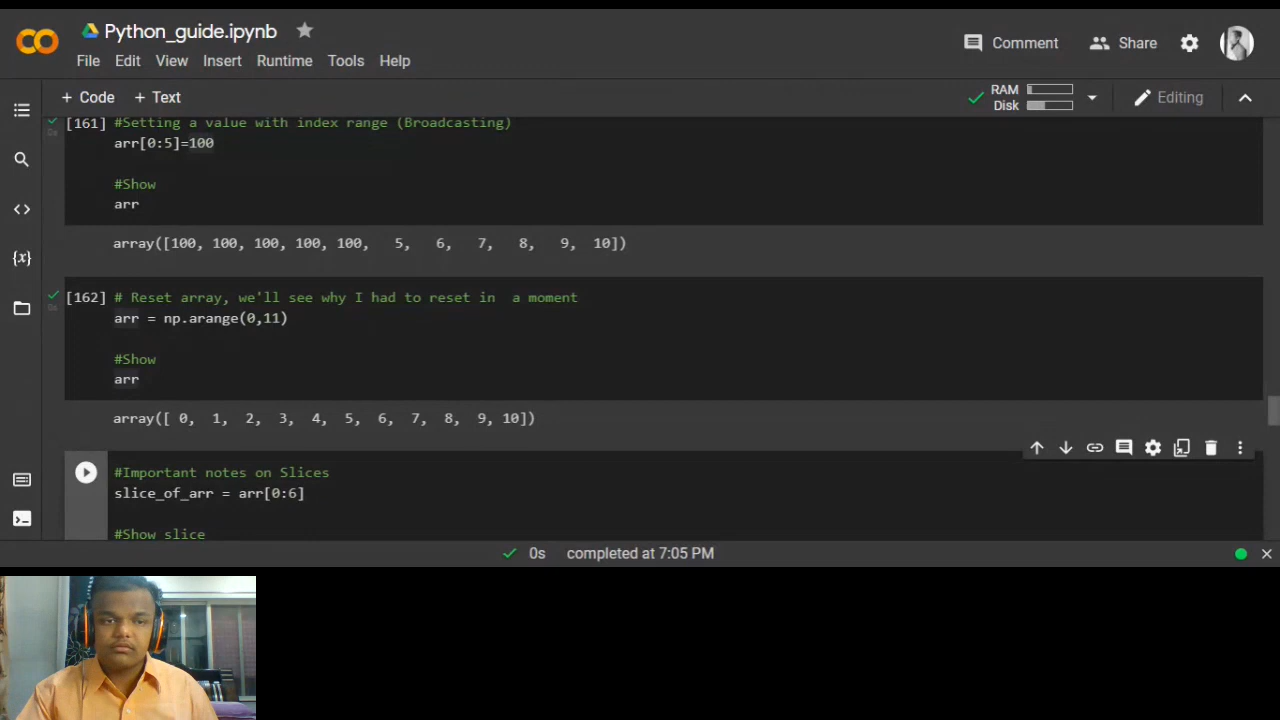 Python_guide.ipynb
File Edit View Insert Runtime Tools Help
Comment Share
+ Code + Text
RAM
Disk
Editing
[161] #Setting a value with index range (Broadcasting)
0s
arr[0:5]=100
#Show
arr
array([100, 100, 100, 100, 100, 5, 6, 7, 8, 9, 10])
[162] # Reset array, we'll see why I had to reset in a moment
0s
arr = np.arange(0,11)
#Show
arr
array([ 0, 1, 2, 3, 4, 5, 6, 7, 8, 9, 10])
#Important notes on Slices
slice_of_arr = arr[0:6]
#Show slice
0s completed at 7:05 PM